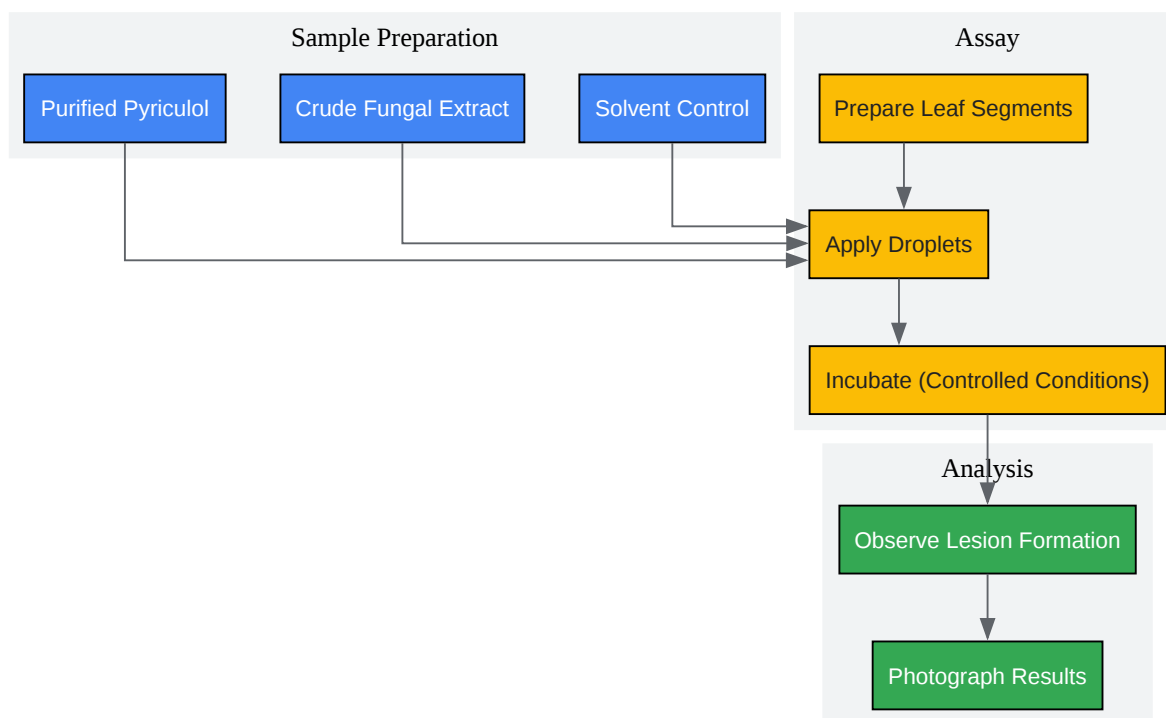 Sample Preparation
Purified Pyriculol
Crude Fungal Extract
Solvent Control
Assay
Prepare Leaf Segments
Apply Droplets
Incubate (Controlled Conditions)
Analysis
Observe Lesion Formation
Photograph Results